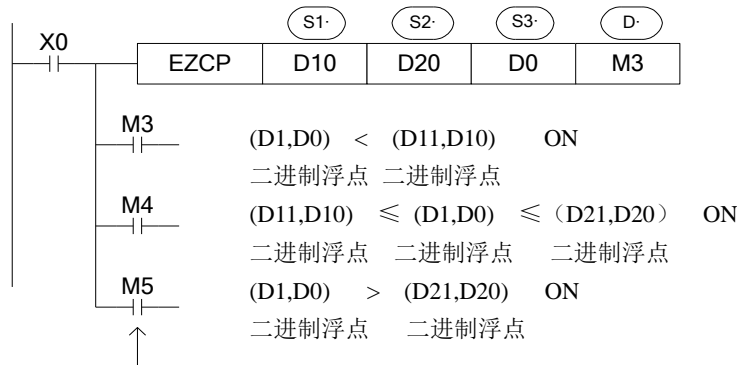 S1· S2· S3· D·
X0
EZCP D10 D20 D0 M3
M3 (D1,D0) < (D11,D10) ON
二进制浮点 二进制浮点
M4 (D11,D10) ≤ (D1,D0) ≤（D21,D20） ON
二进制浮点 二进制浮点 二进制浮点
M5 (D1,D0) > (D21,D20) ON
二进制浮点 二进制浮点